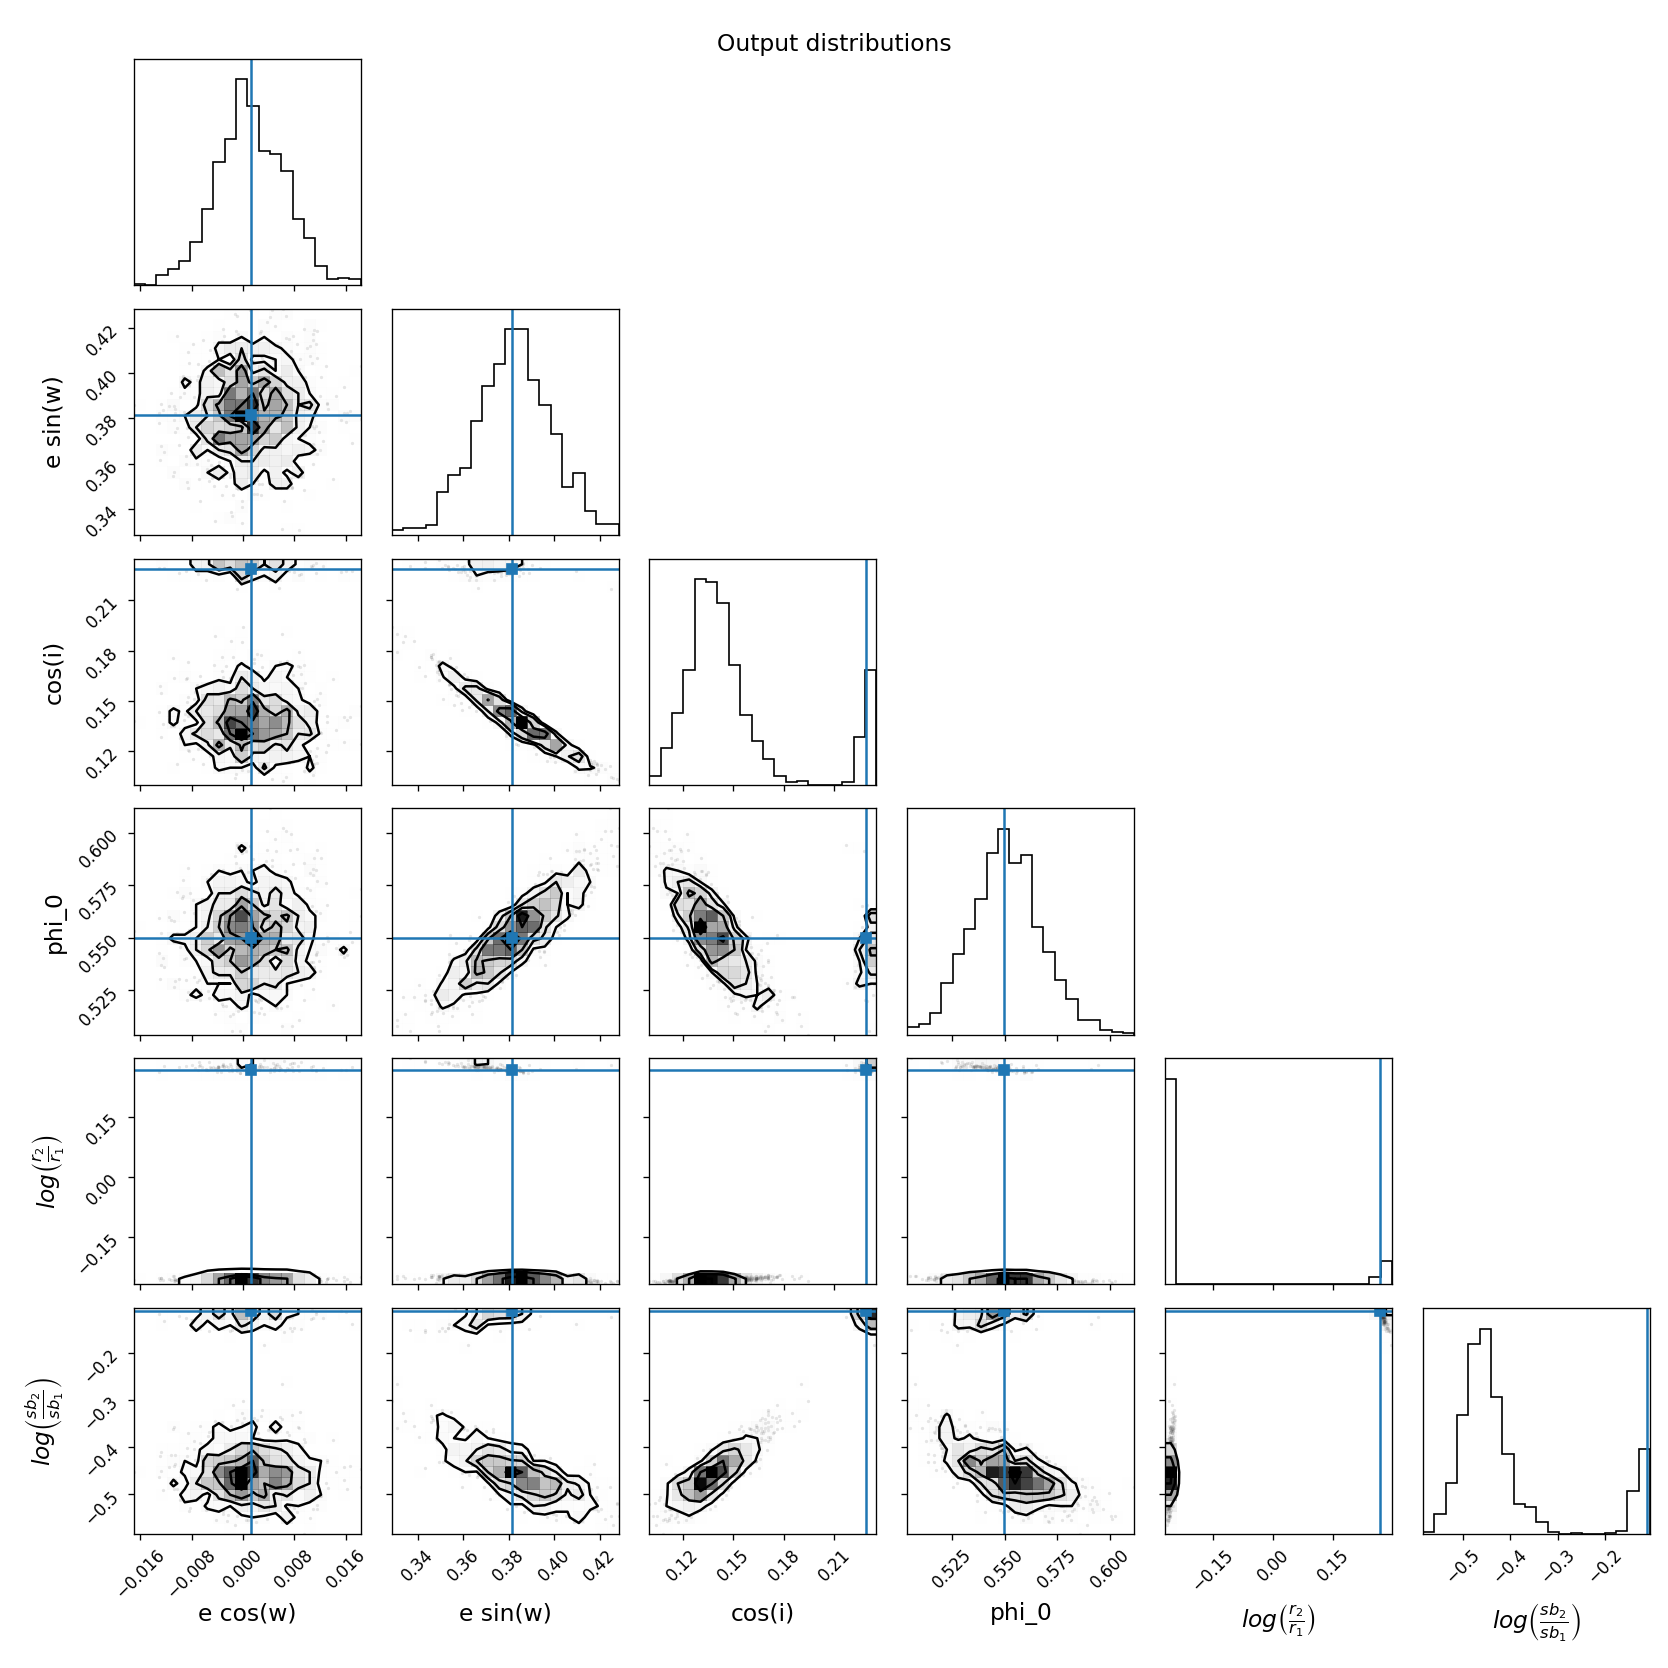 Output distributions
e sin(w)
0.42
0.40
0.38
0.36
0.34
cos(i)
0.21
0.18
0.15
0.12
phi_0
0.600
0.575
0.550
0.525
log(r2/r1)
0.15
0.00
−0.15
log(sb2/sb1)
−0.2
−0.3
−0.4
−0.5
−0.016 −0.008 0.000 0.008 0.016 0.34 0.36 0.38 0.40 0.42 0.12 0.15 0.18 0.21 0.525 0.550 0.575 0.600 −0.15 0.00 0.15 −0.5 −0.4 −0.3 −0.2
e cos(w) e sin(w) cos(i) phi_0 log(r2/r1) log(sb2/sb1)